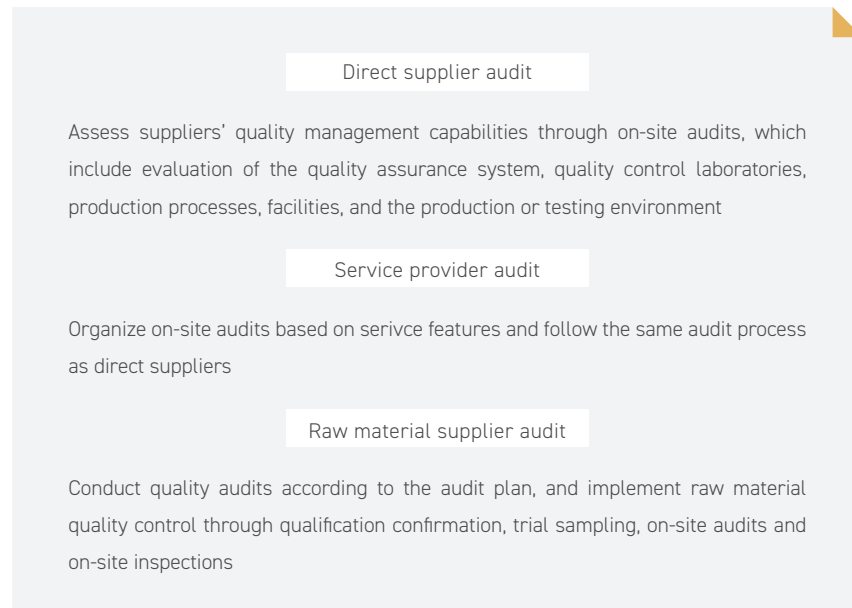 Direct supplier audit
Assess suppliers’ quality management capabilities through on-site audits, which
include evaluation of the quality assurance system, quality control laboratories,
production processes, facilities, and the production or testing environment
Service provider audit
Organize on-site audits based on serivce features and follow the same audit process
as direct suppliers
Raw material supplier audit
Conduct quality audits according to the audit plan, and implement raw material
quality control through qualification confirmation, trial sampling, on-site audits and
on-site inspections